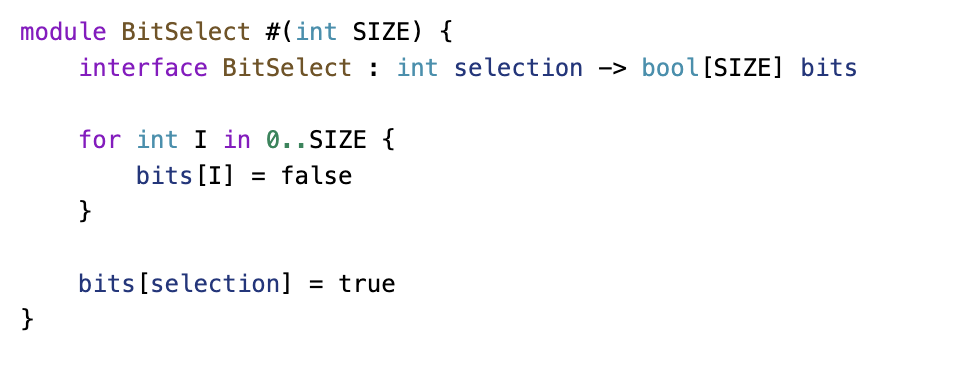 module BitSelect #(int SIZE) {
    interface BitSelect : int selection -> bool[SIZE] bits

    for int I in 0..SIZE {
        bits[I] = false
    }

    bits[selection] = true
}